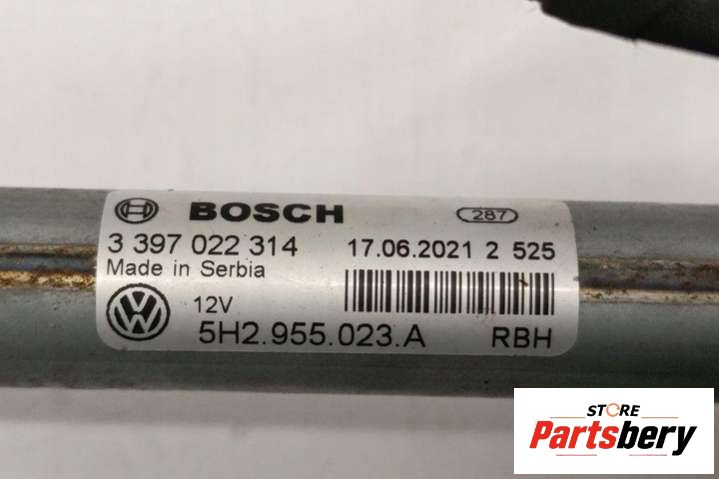 BOSCH 287
3 397 022 314 17.06.2021 2 525
Made in Serbia
12V
5H2.955.023.A RBH
STORE
Partsbery